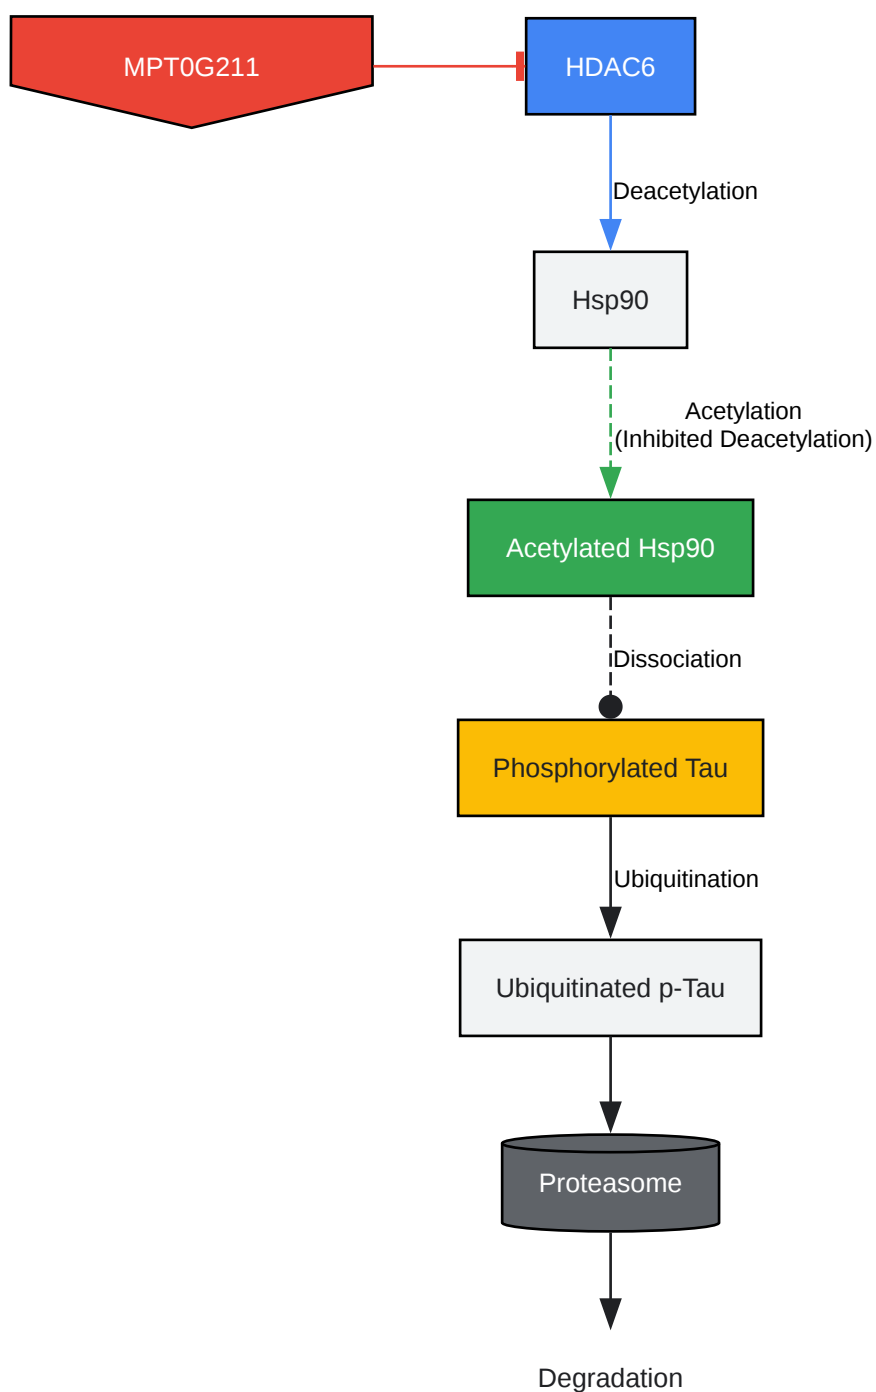 MPT0G211
HDAC6
Deacetylation
Hsp90
Acetylation
(Inhibited Deacetylation)
Acetylated Hsp90
Dissociation
Phosphorylated Tau
Ubiquitination
Ubiquitinated p-Tau
Proteasome
Degradation